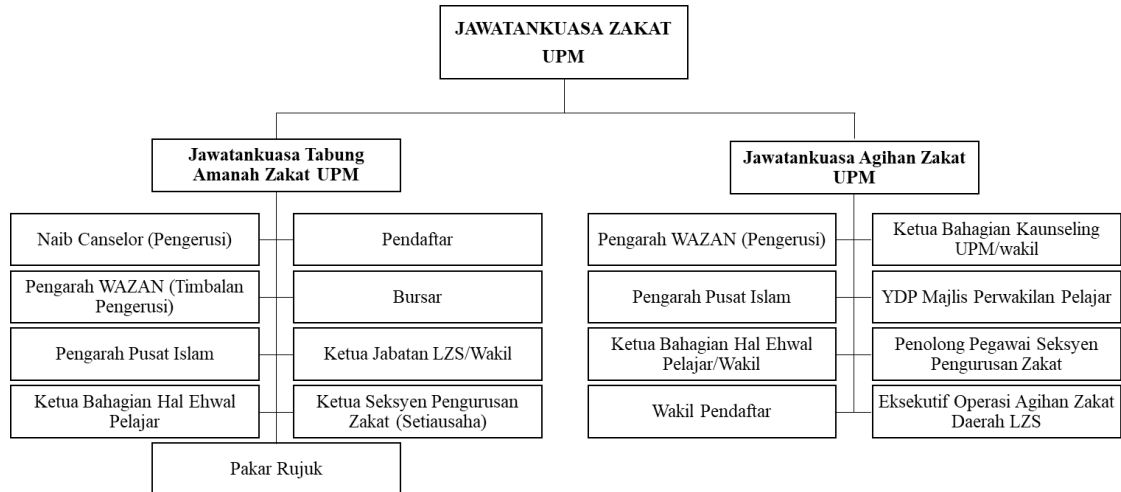 JAWATANKUASA ZAKAT
UPM
Jawatankuasa Tabung
Amanah Zakat UPM
Naib Canselor (Pengerusi)
Pendaftar
Pengarah WAZAN (Timbalan
Pengerusi)
Bursar
Pengarah Pusat Islam
Ketua Jabatan LZS/Wakil
Ketua Bahagian Hal Ehwal
Pelajar
Ketua Seksyen Pengurusan
Zakat (Setiausaha)
Pakar Rujuk
Jawatankuasa Agihan Zakat
UPM
Pengarah WAZAN (Pengerusi)
Ketua Bahagian Kaunseling
UPM/wakil
Pengarah Pusat Islam
YDP Majlis Perwakilan Pelajar
Ketua Bahagian Hal Ehwal
Pelajar/Wakil
Penolong Pegawai Seksyen
Pengurusan Zakat
Wakil Pendaftar
Eksekutif Operasi Agihan Zakat
Daerah LZS